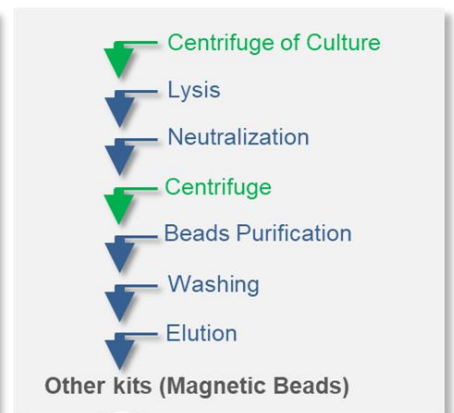 Centrifuge of Culture
Lysis
Neutralization
Centrifuge
Beads Purification
Washing
Elution
Other kits (Magnetic Beads)